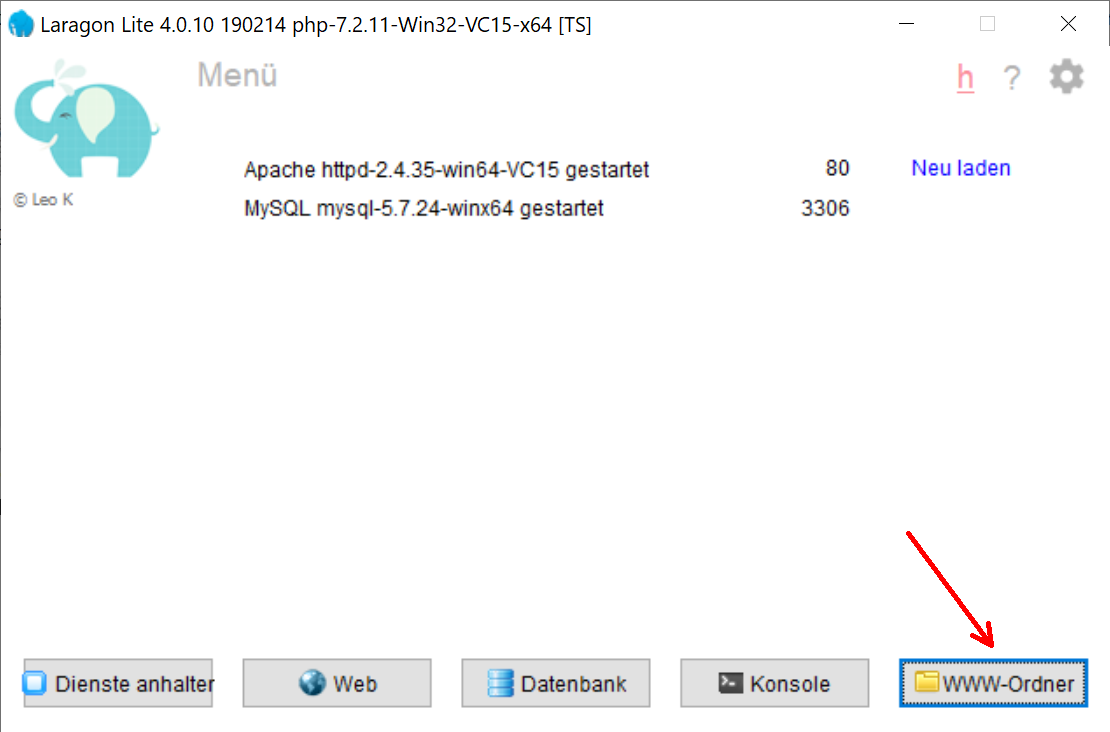 Laragon Lite 4.0.10 190214 php-7.2.11-Win32-VC15-x64 [TS]
Menü
h ?
Apache httpd-2.4.35-win64-VC15 gestartet 80 Neu laden
© Leo K
MySQL mysql-5.7.24-winx64 gestartet 3306
Dienste anhalter Web Datenbank Konsole WWW-Ordner